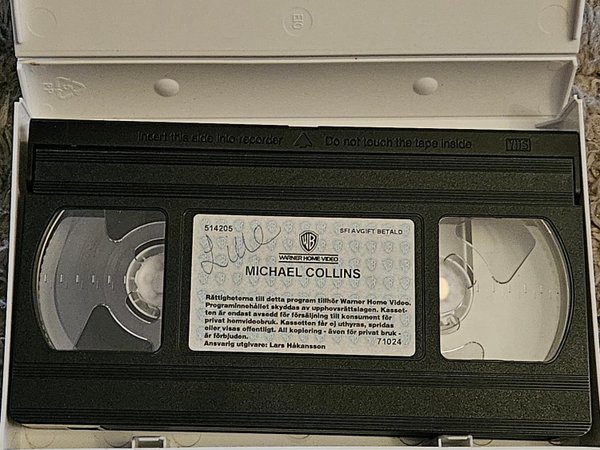 Insert this side into recorder Do not touch the tape inside VHS
514205 SFI AVGIFT BETALD
WB
WARNER HOME VIDEO
MICHAEL COLLINS
Rättigheterna till detta program tillhör Warner Home Video.
Programinnehållet skyddas av upphovsrättslagen. Kasset-
ten är endast avsedd för försäljning till konsument för
privat hemvideobruk. Kassetten får ej uthyras, spridas
eller visas offentligt. All kopiering - även för privat bruk -
är förbjuden. 71024
Ansvarig utgivare: Lars Håkansson